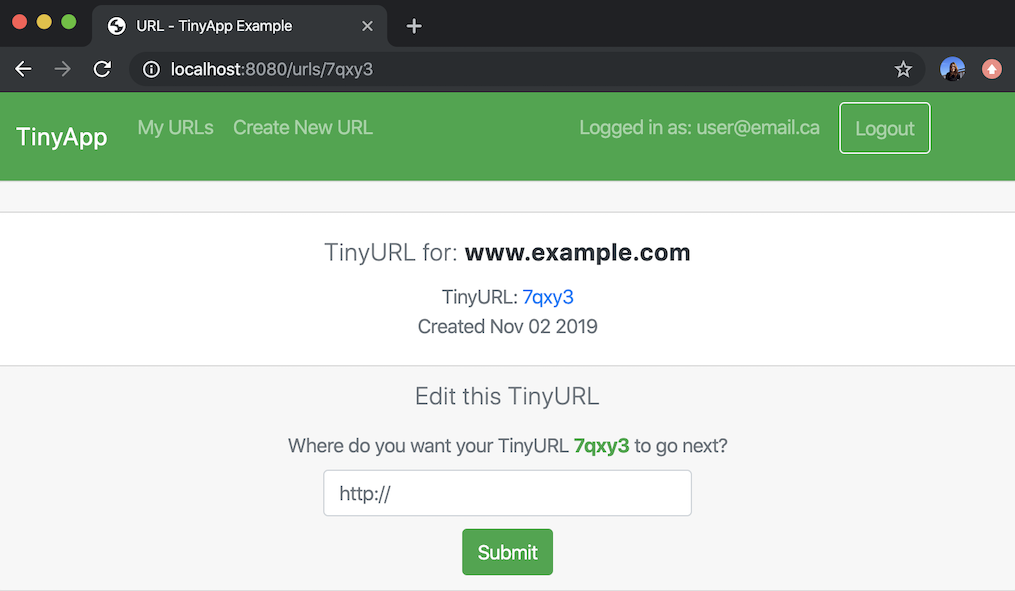 URL - TinyApp Example
localhost:8080/urls/7qxy3
TinyApp My URLs Create New URL Logged in as: user@email.ca Logout
TinyURL for: www.example.com
TinyURL: 7qxy3
Created Nov 02 2019
Edit this TinyURL
Where do you want your TinyURL 7qxy3 to go next?
http://
Submit